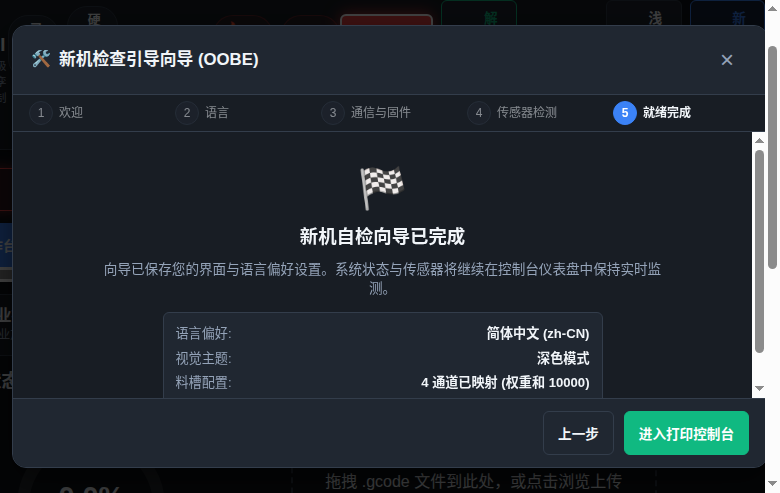 硬
解
浅
新
新机检查引导向导 (OOBE)
×
1 欢迎
2 语言
3 通信与固件
4 传感器检测
5 就绪完成
新机自检向导已完成
向导已保存您的界面与语言偏好设置。系统状态与传感器将继续在控制台仪表盘中保持实时监
测。
语言偏好: 简体中文 (zh-CN)
视觉主题: 深色模式
料槽配置: 4 通道已映射 (权重和 10000)
上一步
进入打印控制台
拖拽 .gcode 文件到此处，或点击浏览上传